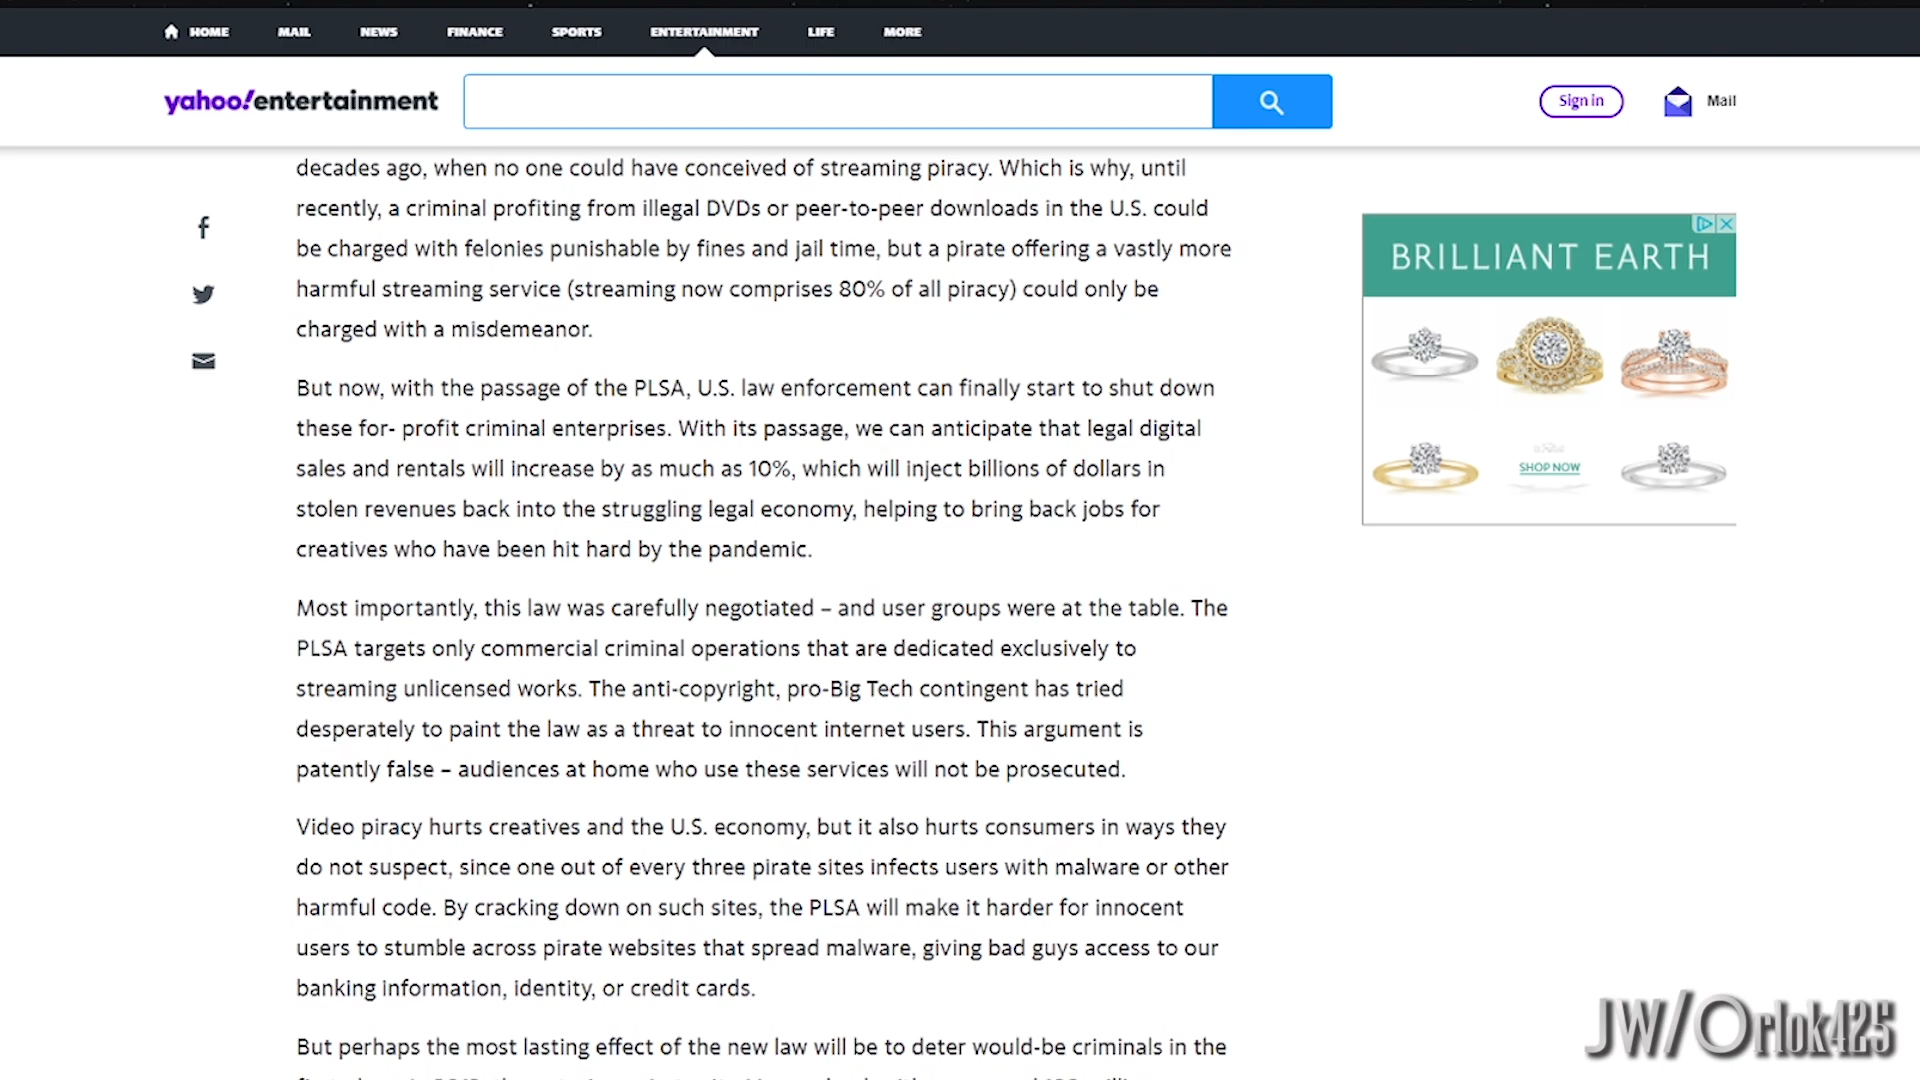 HOME MAIL NEWS FINANCE SPORTS ENTERTAINMENT LIFE MORE
yahoo!entertainment
Sign in
Mail
decades ago, when no one could have conceived of streaming piracy. Which is why, until
recently, a criminal profiting from illegal DVDs or peer-to-peer downloads in the U.S. could
be charged with felonies punishable by fines and jail time, but a pirate offering a vastly more
harmful streaming service (streaming now comprises 80% of all piracy) could only be
charged with a misdemeanor.
But now, with the passage of the PLSA, U.S. law enforcement can finally start to shut down
these for- profit criminal enterprises. With its passage, we can anticipate that legal digital
sales and rentals will increase by as much as 10%, which will inject billions of dollars in
stolen revenues back into the struggling legal economy, helping to bring back jobs for
creatives who have been hit hard by the pandemic.
Most importantly, this law was carefully negotiated – and user groups were at the table. The
PLSA targets only commercial criminal operations that are dedicated exclusively to
streaming unlicensed works. The anti-copyright, pro-Big Tech contingent has tried
desperately to paint the law as a threat to innocent internet users. This argument is
patently false – audiences at home who use these services will not be prosecuted.
Video piracy hurts creatives and the U.S. economy, but it also hurts consumers in ways they
do not suspect, since one out of every three pirate sites infects users with malware or other
harmful code. By cracking down on such sites, the PLSA will make it harder for innocent
users to stumble across pirate websites that spread malware, giving bad guys access to our
banking information, identity, or credit cards.
But perhaps the most lasting effect of the new law will be to deter would-be criminals in the
BRILLIANT EARTH
SHOP NOW
JW/Orlok425